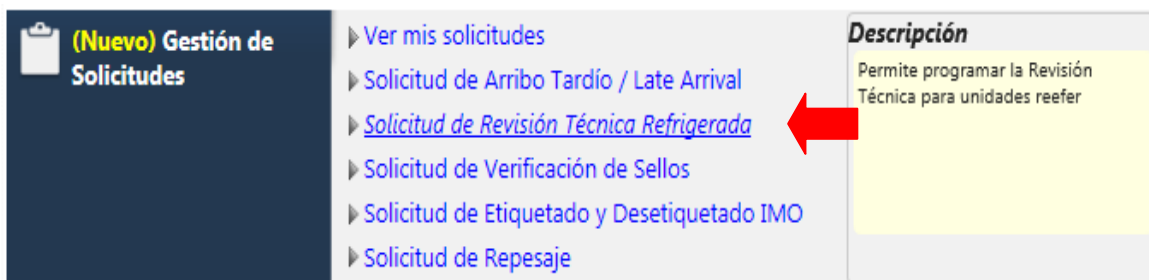 (Nuevo) Gestión de
Solicitudes
Ver mis solicitudes
Solicitud de Arribo Tardío / Late Arrival
Solicitud de Revisión Técnica Refrigerada
Solicitud de Verificación de Sellos
Solicitud de Etiquetado y Desetiquetado IMO
Solicitud de Repesaje
Descripción
Permite programar la Revisión
Técnica para unidades reefer